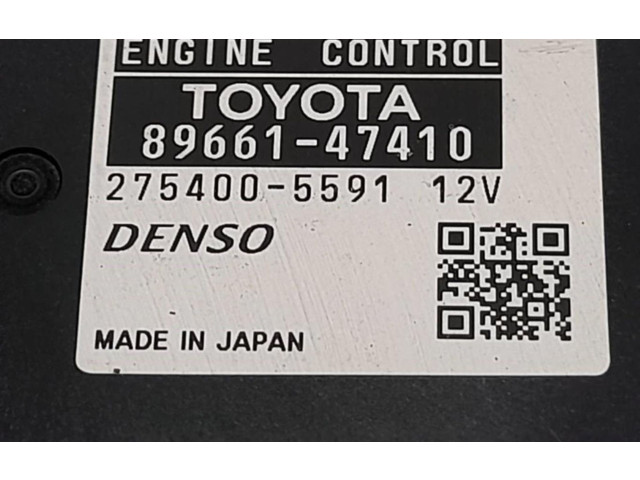 ENGINE CONTROL
TOYOTA
89661-47410
275400-5591 12V
DENSO
MADE IN JAPAN